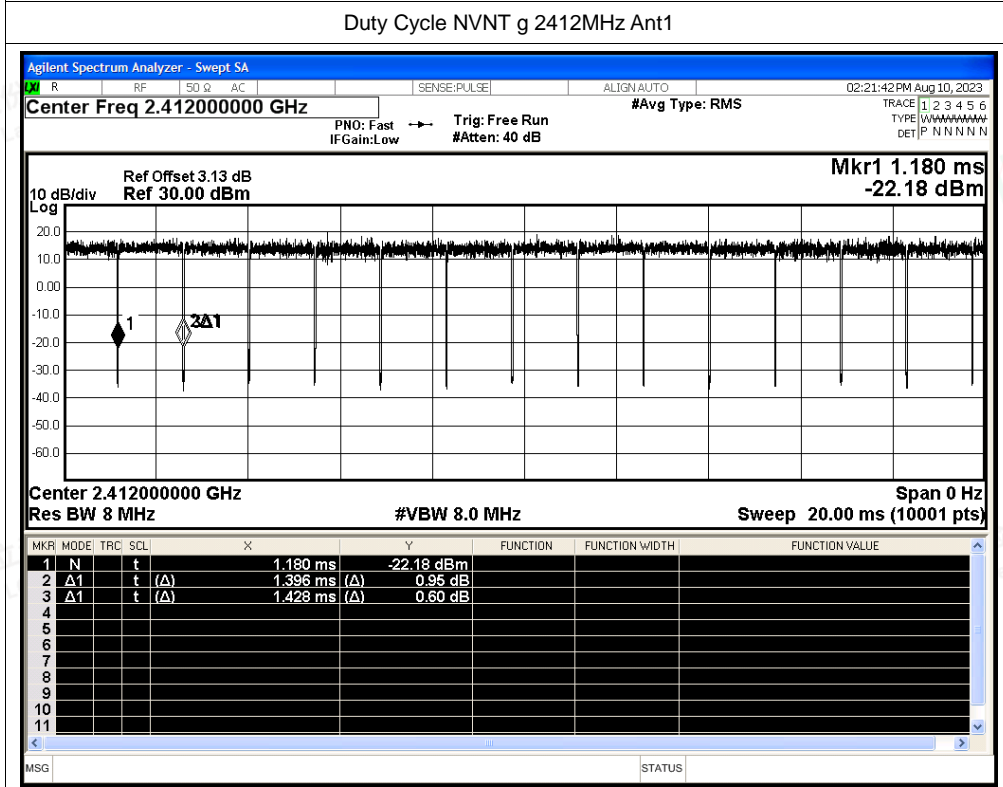 Duty Cycle NVNT g 2412MHz Ant1
Agilent Spectrum Analyzer - Swept SA
LXI R RF 50 Ω AC SENSE:PULSE ALIGN AUTO 02:21:42 PM Aug 10, 2023
Center Freq 2.412000000 GHz #Avg Type: RMS TRACE 1 2 3 4 5 6
PNO: Fast Trig: Free Run TYPE WWWWWW
IFGain:Low #Atten: 40 dB DET P N N N N N
Mkr1 1.180 ms
Ref Offset 3.13 dB
10 dB/div Ref 30.00 dBm -22.18 dBm
Log
20.0
10.0
0.00
-10.0
1 3Δ1
-20.0
-30.0
-40.0
-50.0
-60.0
Center 2.412000000 GHz Span 0 Hz
Res BW 8 MHz #VBW 8.0 MHz Sweep 20.00 ms (10001 pts)
MKR MODE TRC SCL X Y FUNCTION FUNCTION WIDTH FUNCTION VALUE
1 N t 1.180 ms -22.18 dBm
2 Δ1 t (Δ) 1.396 ms (Δ) 0.95 dB
3 Δ1 t (Δ) 1.428 ms (Δ) 0.60 dB
4
5
6
7
8
9
10
11
MSG STATUS